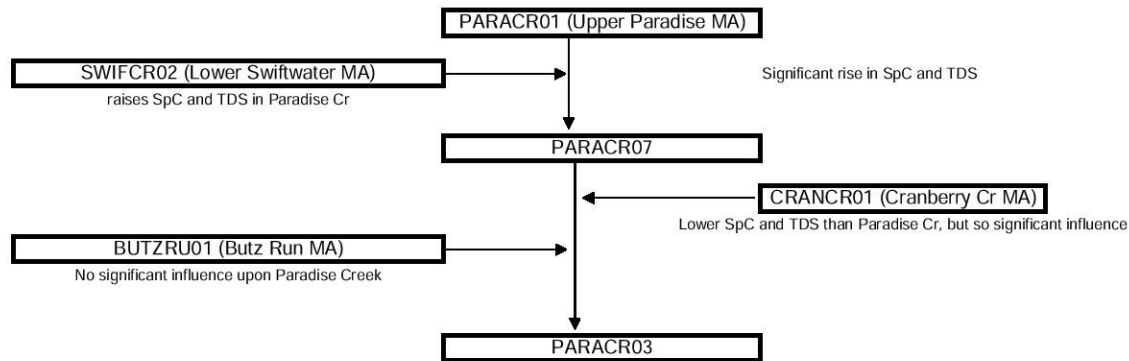 PARACR01 (Upper Paradise MA)
SWIFCR02 (Lower Swiftwater MA)
raises SpC and TDS in Paradise Cr
Significant rise in SpC and TDS
PARACR07
CRANCR01 (Cranberry Cr MA)
Lower SpC and TDS than Paradise Cr, but so significant influence
BUTZRU01 (Butz Run MA)
No significant influence upon Paradise Creek
PARACR03